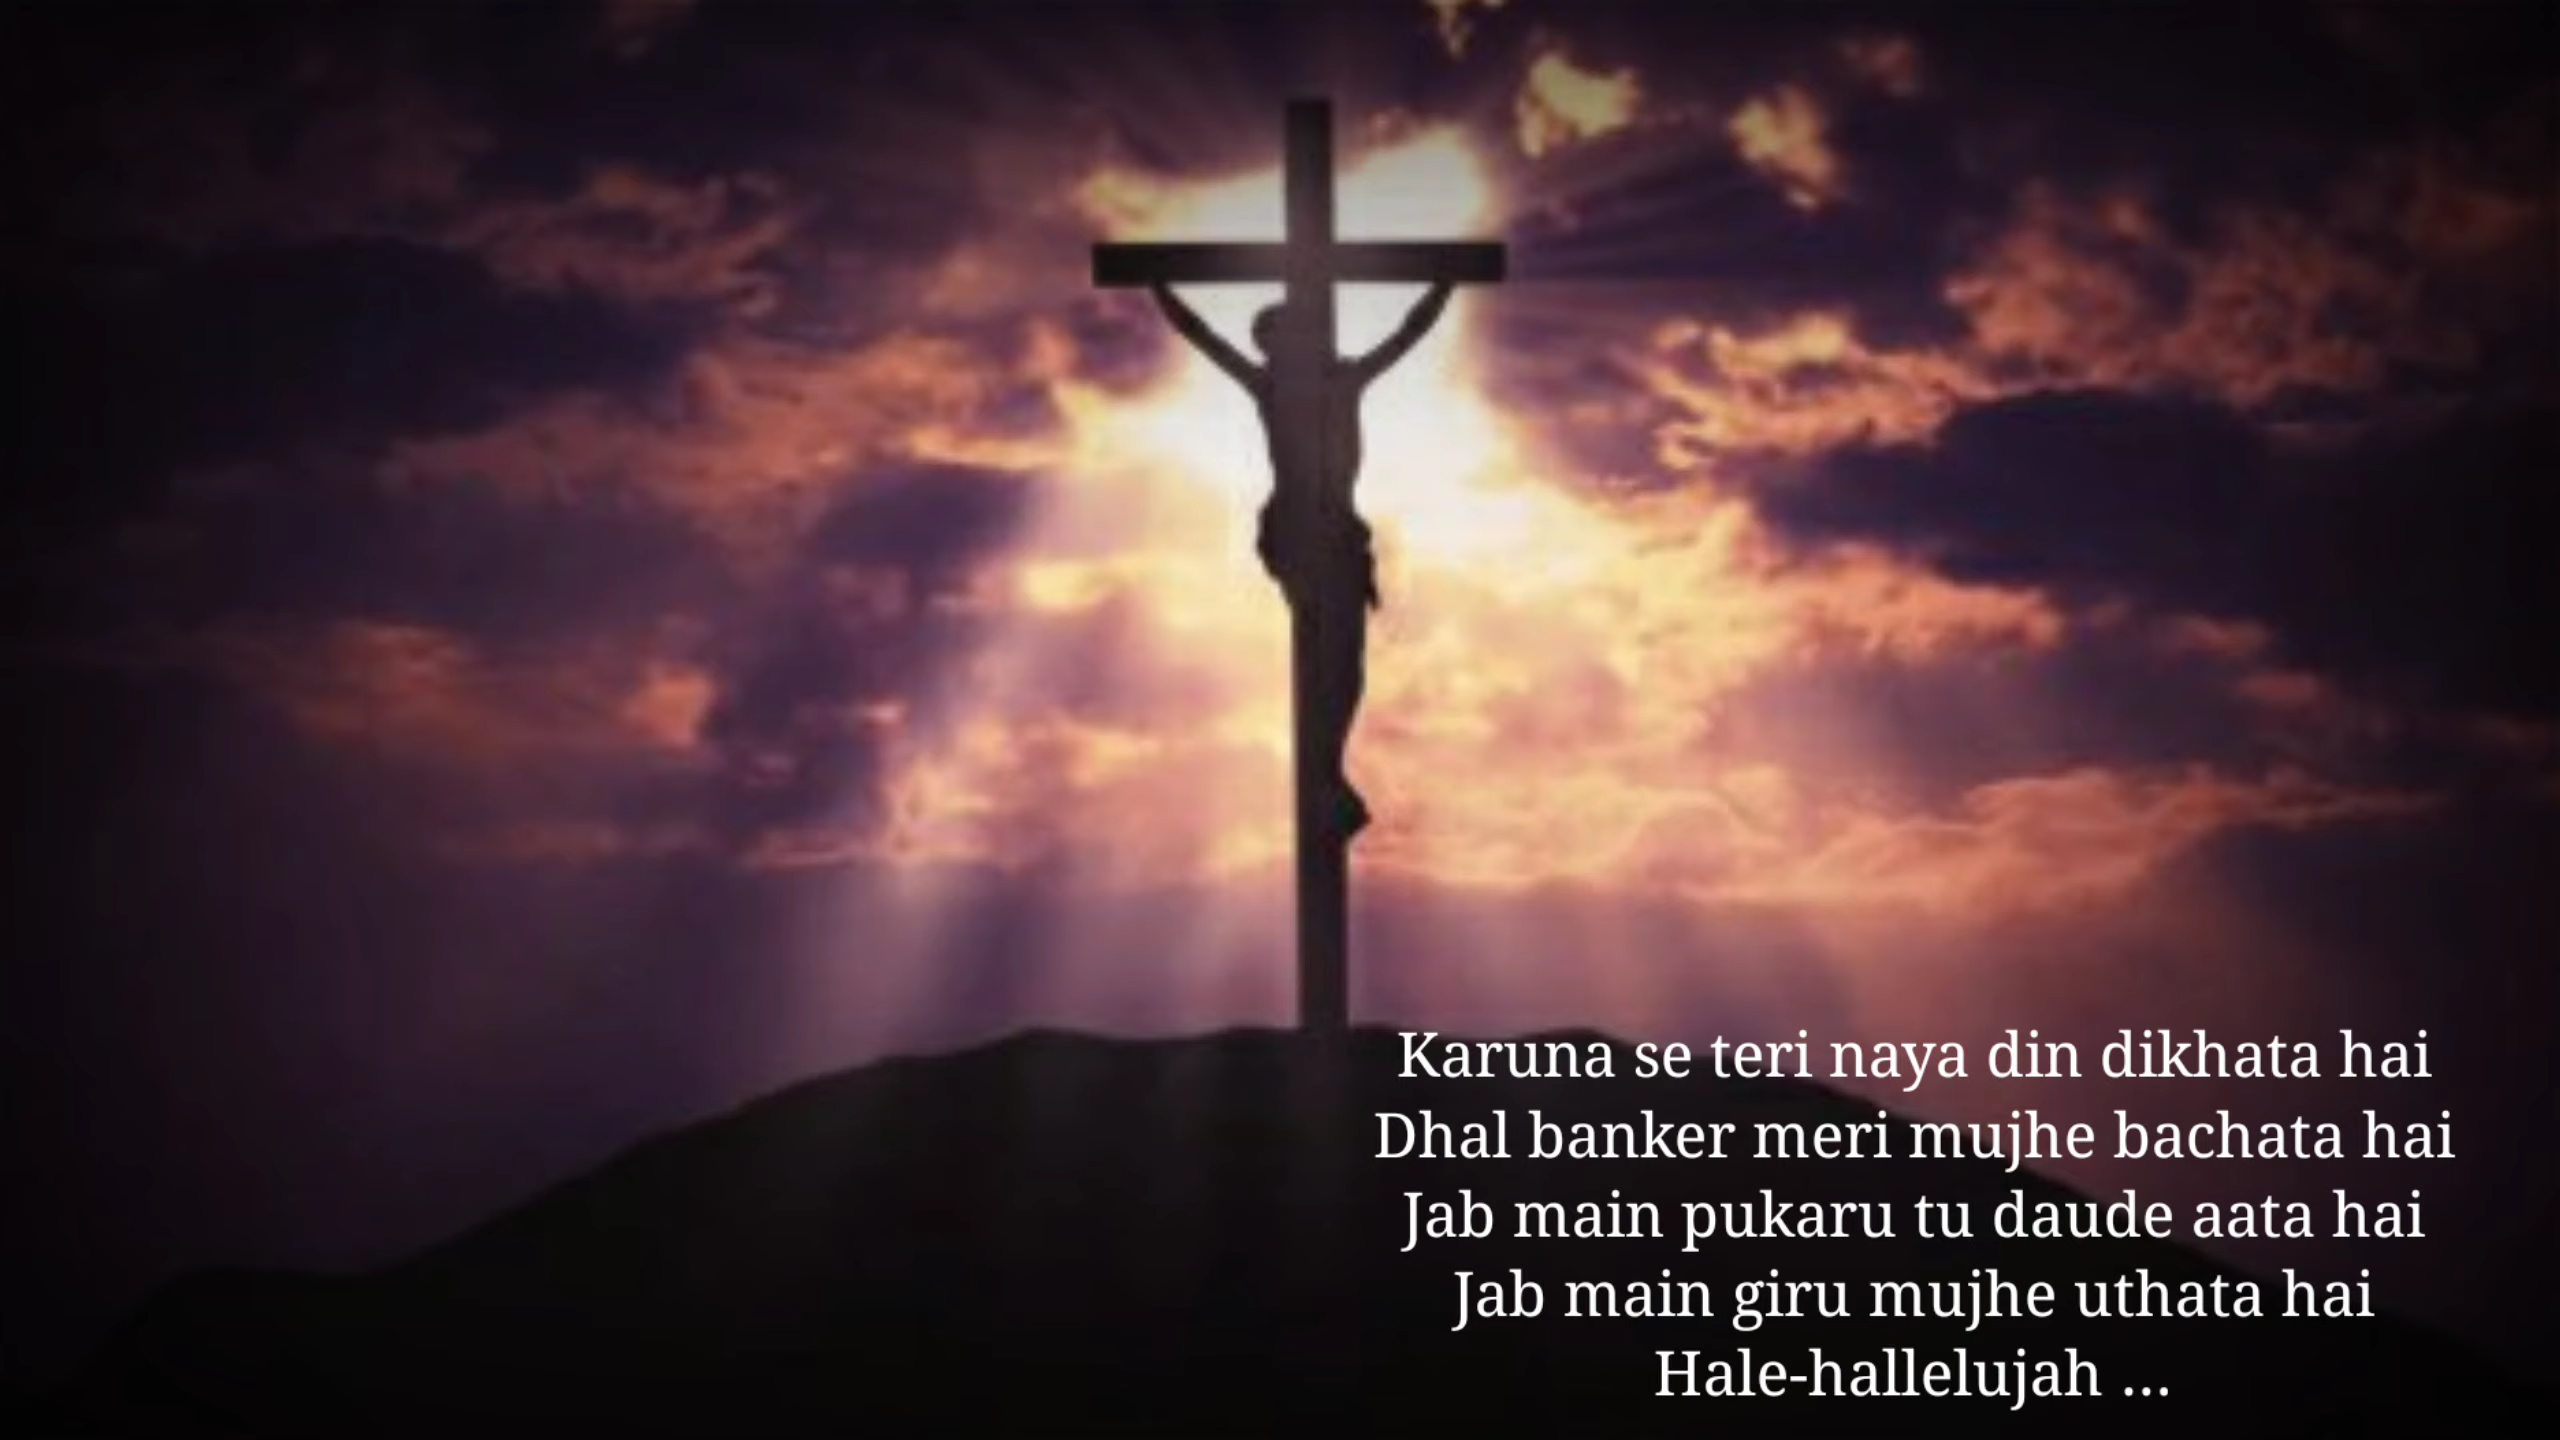 Karuna se teri naya din dikhata hai
Dhal banker meri mujhe bachata hai
Jab main pukaru tu daude aata hai
Jab main giru mujhe uthata hai
Hale-hallelujah ...